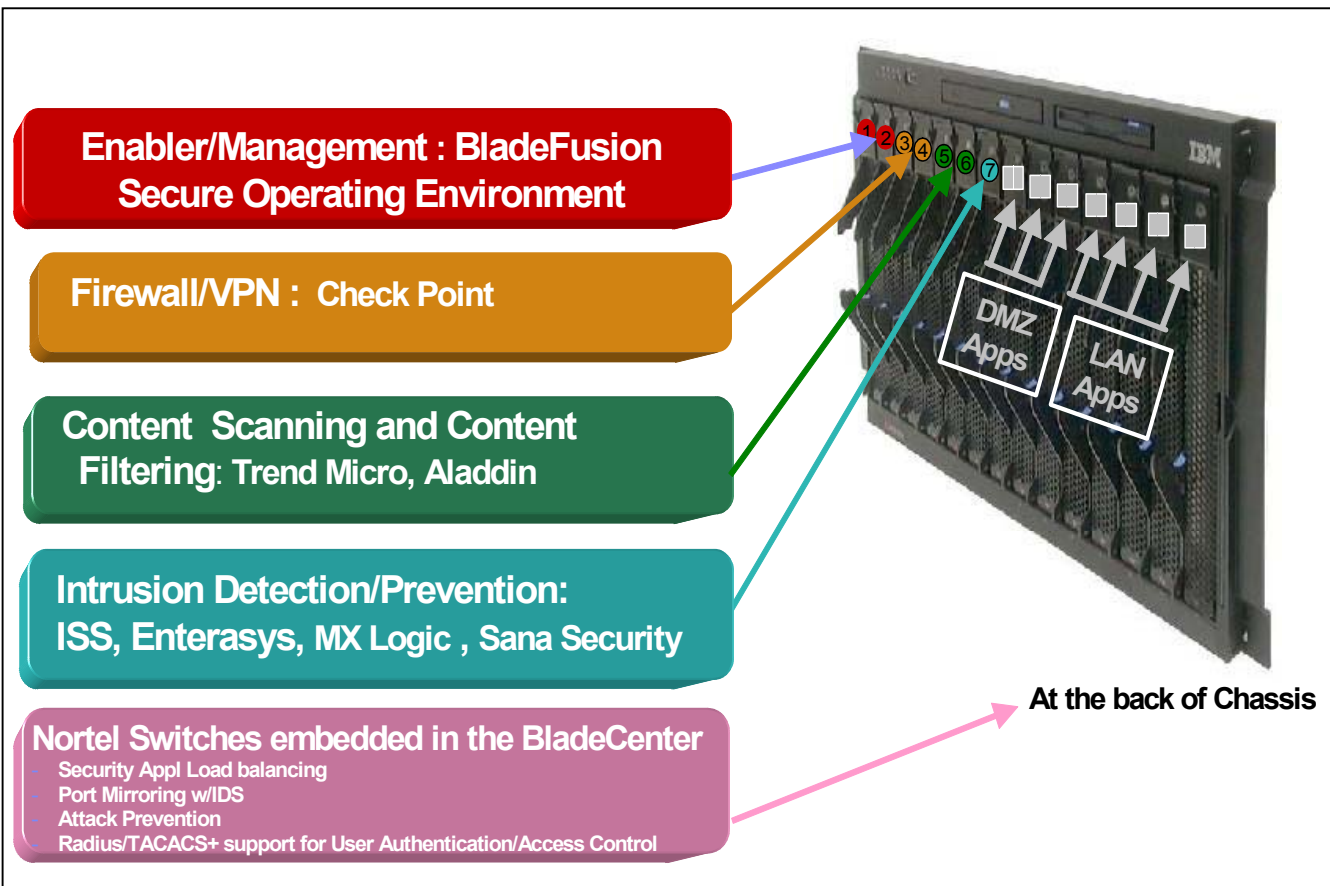 Enabler/Management : BladeFusion
Secure Operating Environment
Firewall/VPN : Check Point
Content Scanning and Content
Filtering: Trend Micro, Aladdin
Intrusion Detection/Prevention:
ISS, Enterasys, MX Logic , Sana Security
Nortel Switches embedded in the BladeCenter
- Security Appl Load balancing
- Port Mirroring w/IDS
- Attack Prevention
- Radius/TACACS+ support for User Authentication/Access Control
IBM
1 2 3 4 5 6 7
DMZ
Apps
LAN
Apps
At the back of Chassis